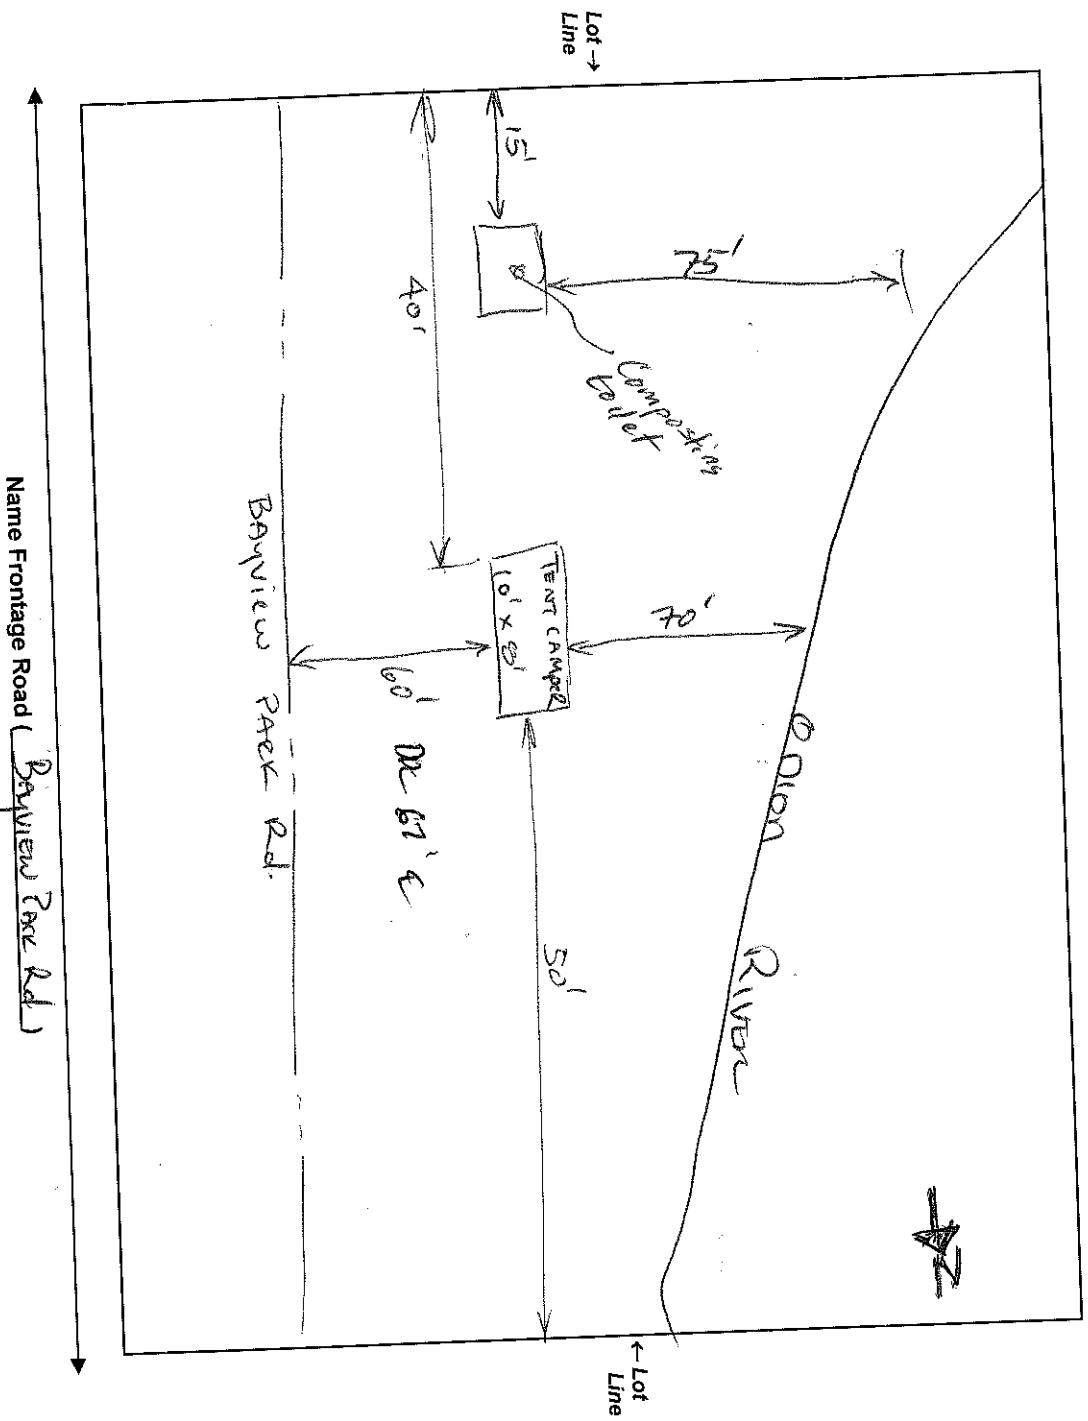 Lot →
Line
15'
75'
40'
Composting
toilet
TENT CAMPER
10' x 8'
70'
60'
67'
50'
River
BAyview PARK Rd.
N
← Lot
Line
Name Frontage Road ( BAYVIEW PARK Rd )